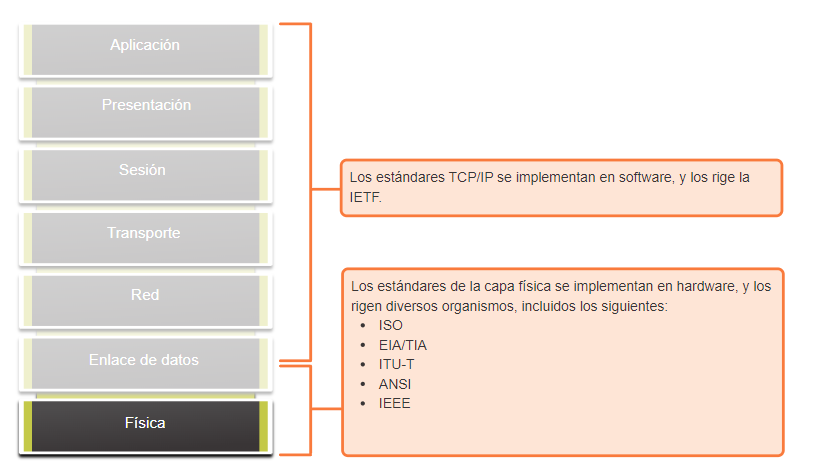 Aplicación
Presentación
Sesión
Transporte
Red
Enlace de datos
Física
Los estándares TCP/IP se implementan en software, y los rige la
IETF.
Los estándares de la capa física se implementan en hardware, y los
rigen diversos organismos, incluidos los siguientes:
• ISO
• EIA/TIA
• ITU-T
• ANSI
• IEEE